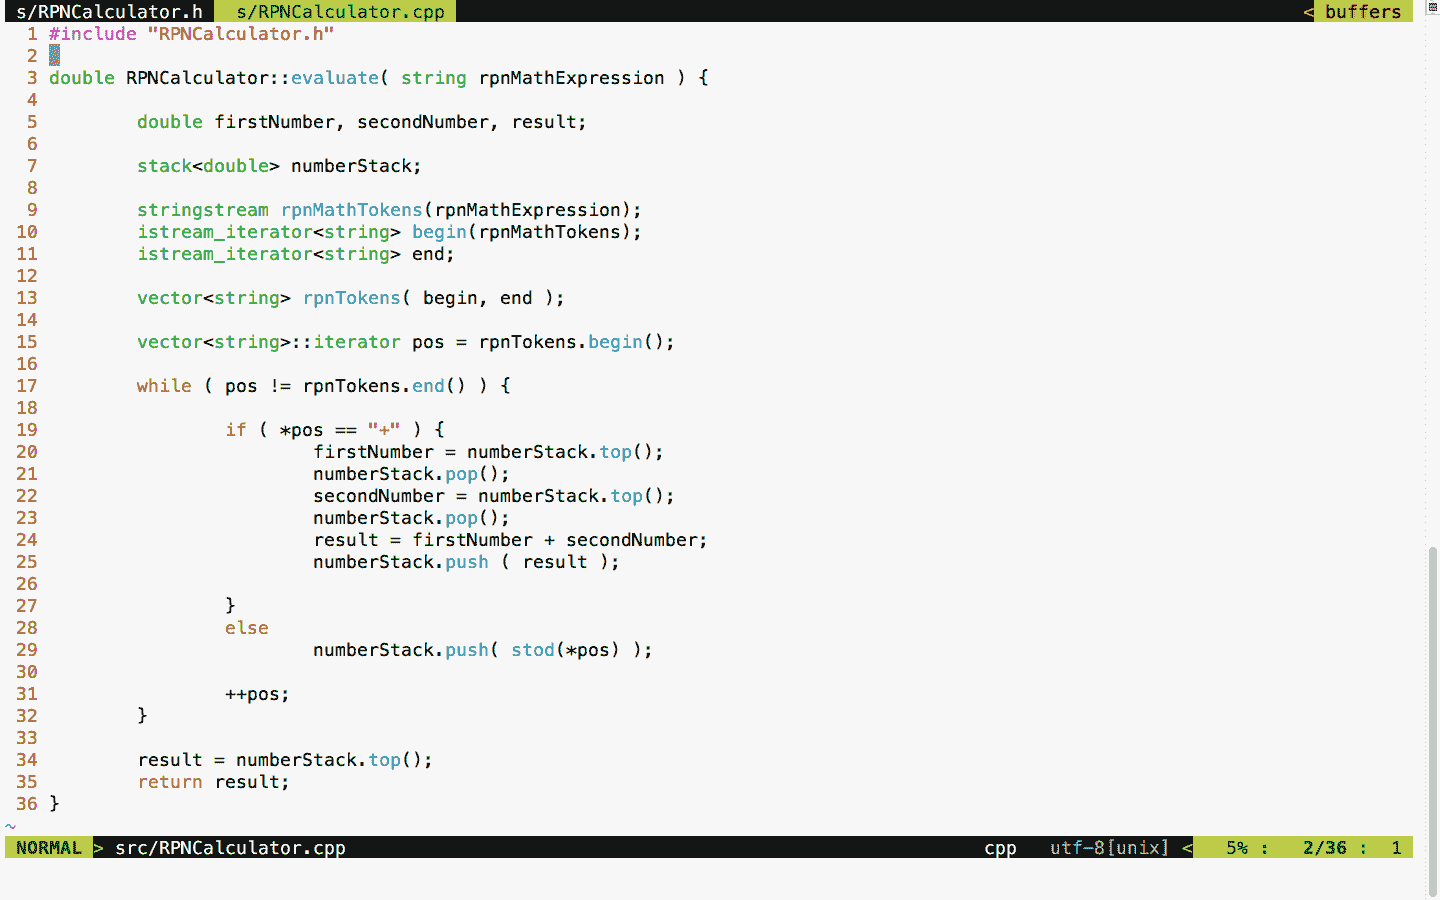 s/RPNCalculator.h s/RPNCalculator.cpp < buffers
1 #include "RPNCalculator.h"
2
3 double RPNCalculator::evaluate( string rpnMathExpression ) {
4
5 double firstNumber, secondNumber, result;
6
7 stack<double> numberStack;
8
9 stringstream rpnMathTokens(rpnMathExpression);
10 istream_iterator<string> begin(rpnMathTokens);
11 istream_iterator<string> end;
12
13 vector<string> rpnTokens( begin, end );
14
15 vector<string>::iterator pos = rpnTokens.begin();
16
17 while ( pos != rpnTokens.end() ) {
18
19 if ( *pos == "+" ) {
20 firstNumber = numberStack.top();
21 numberStack.pop();
22 secondNumber = numberStack.top();
23 numberStack.pop();
24 result = firstNumber + secondNumber;
25 numberStack.push ( result );
26
27 }
28 else
29 numberStack.push( stod(*pos) );
30
31 ++pos;
32 }
33
34 result = numberStack.top();
35 return result;
36 }
~
NORMAL > src/RPNCalculator.cpp cpp utf-8[unix] < 5% : 2/36 : 1